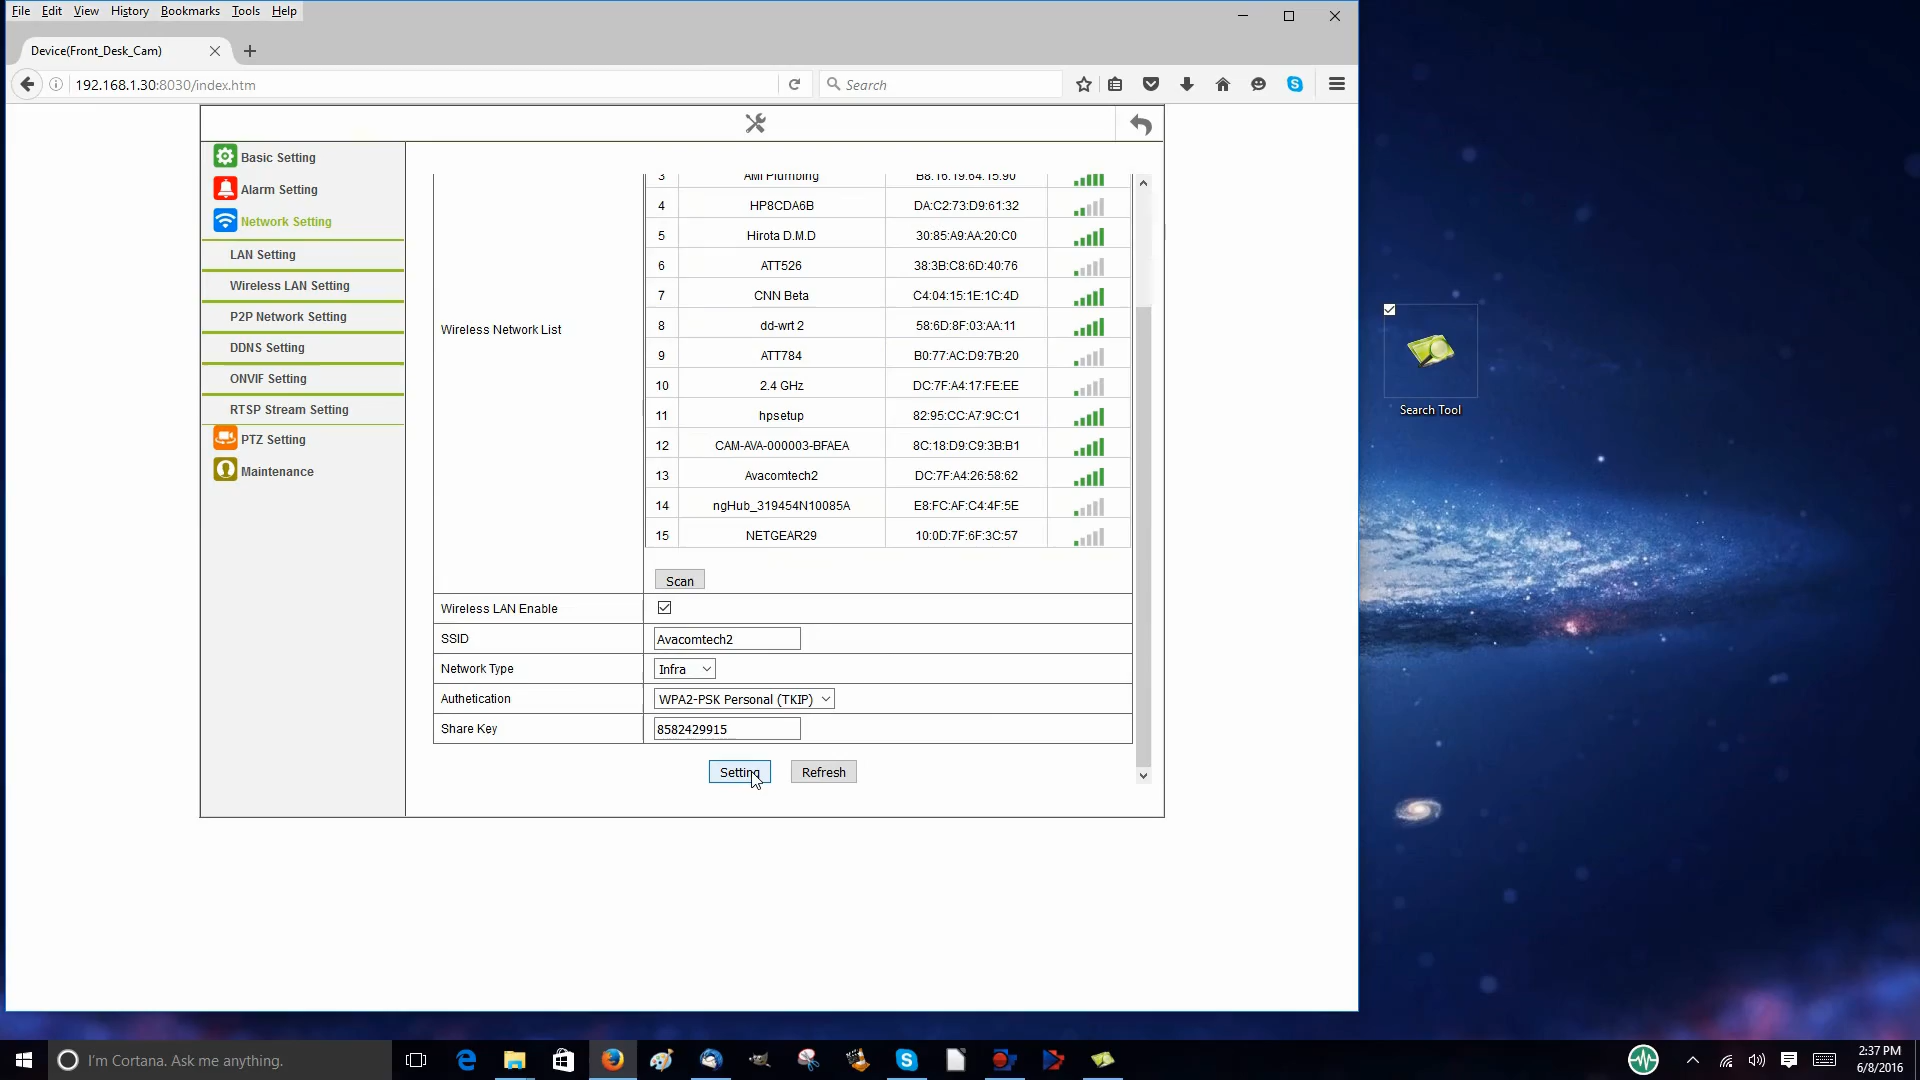 File Edit View History Bookmarks Tools Help
Device(Front_Desk_Cam)
192.168.1.30:8030/index.htm
Search
Basic Setting
Alarm Setting
Network Setting
LAN Setting
Wireless LAN Setting
P2P Network Setting
DDNS Setting
ONVIF Setting
RTSP Stream Setting
PTZ Setting
Maintenance
Wireless Network List
3 AMI Plumbing B8:16:19:64:15:90
4 HP8CDA6B DA:C2:73:D9:61:32
5 Hirota D.M.D 30:85:A9:AA:20:C0
6 ATT526 38:3B:C8:6D:40:76
7 CNN Beta C4:04:15:1E:1C:4D
8 dd-wrt 2 58:6D:8F:03:AA:11
9 ATT784 B0:77:AC:D9:7B:20
10 2.4 GHz DC:7F:A4:17:FE:EE
11 hpsetup 82:95:CC:A7:9C:C1
12 CAM-AVA-000003-BFAEA 8C:18:D9:C9:3B:B1
13 Avacomtech2 DC:7F:A4:26:58:62
14 ngHub_319454N10085A E8:FC:AF:C4:4F:5E
15 NETGEAR29 10:0D:7F:6F:3C:57
Scan
Wireless LAN Enable
SSID Avacomtech2
Network Type Infra
Authetication WPA2-PSK Personal (TKIP)
Share Key 8582429915
Setting Refresh
Search Tool
I'm Cortana. Ask me anything.
2:37 PM
6/8/2016